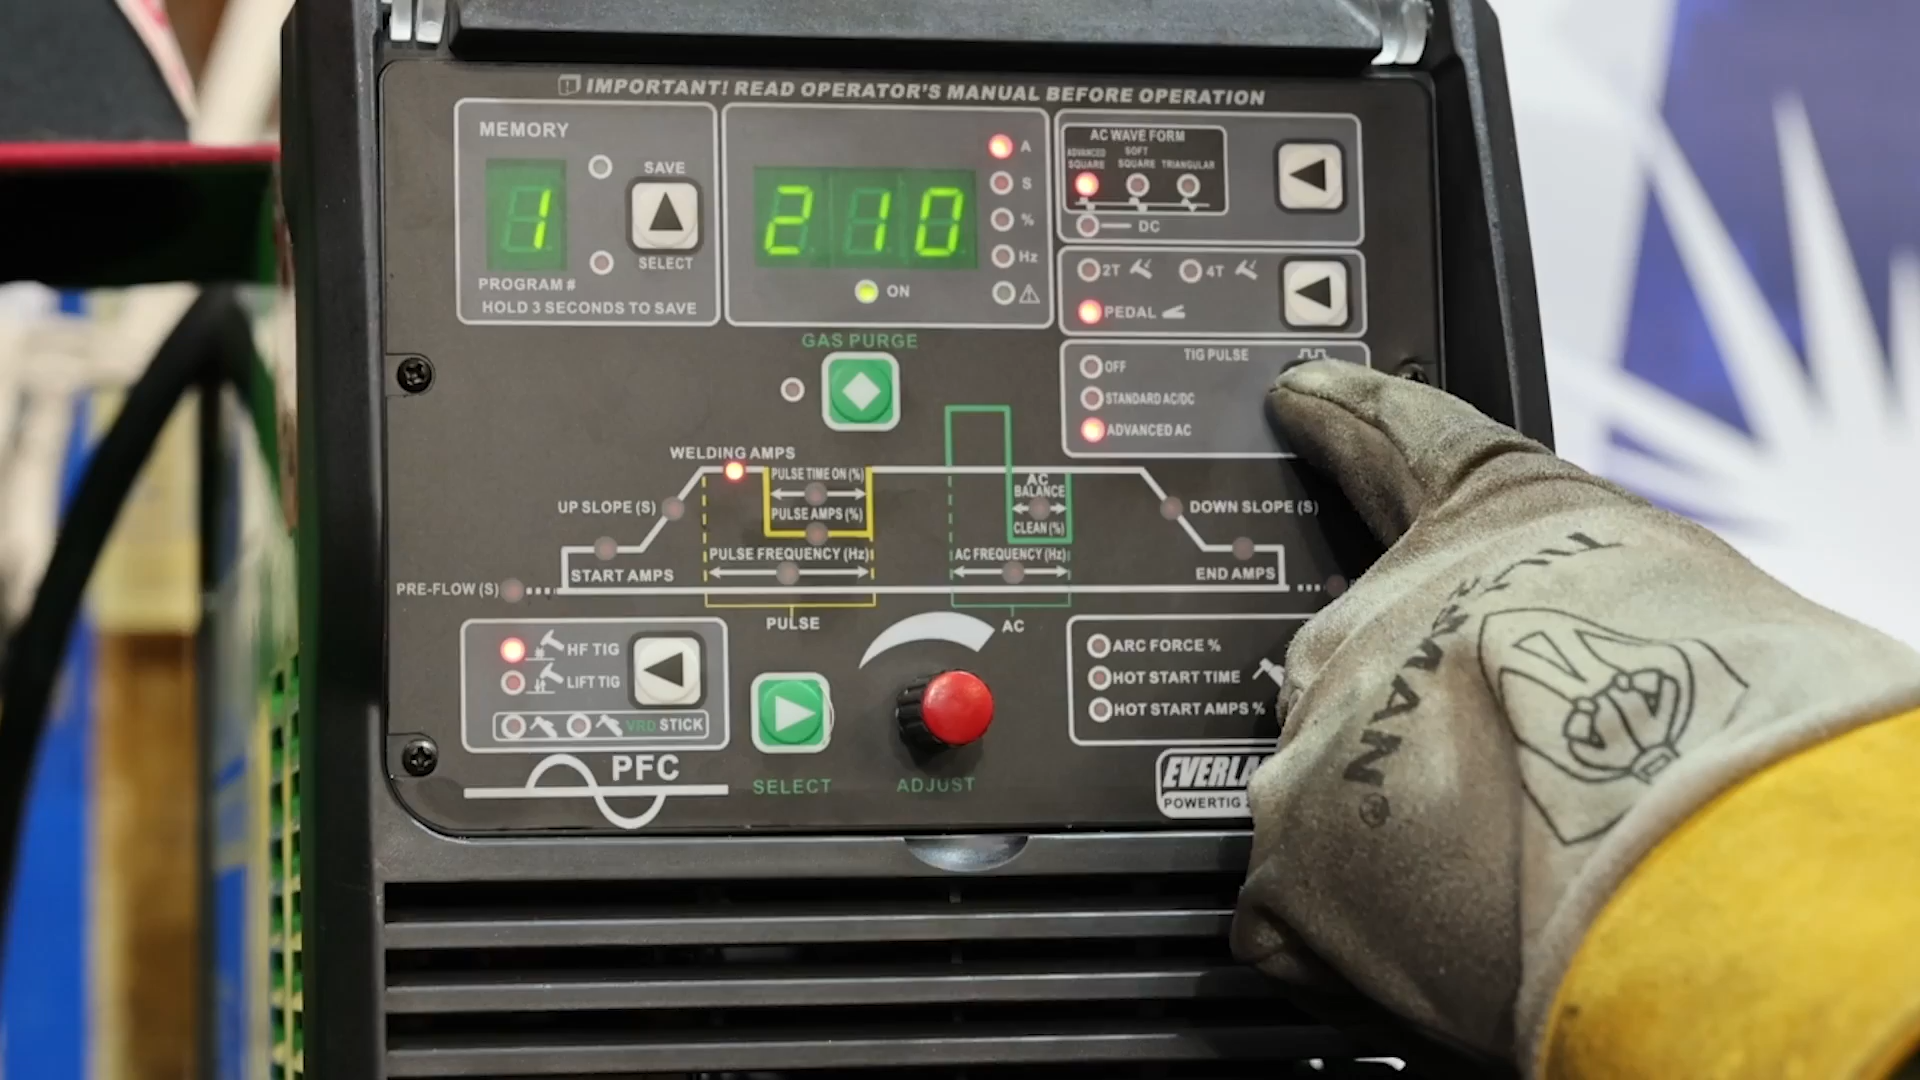 IMPORTANT! READ OPERATOR'S MANUAL BEFORE OPERATION
MEMORY
1
SAVE
SELECT
PROGRAM #
HOLD 3 SECONDS TO SAVE
210
ON
A
S
%
Hz
AC WAVE FORM
ADVANCED SQUARE
SOFT SQUARE
TRIANGULAR
DC
2T
4T
PEDAL
GAS PURGE
TIG PULSE
OFF
STANDARD AC/DC
ADVANCED AC
WELDING AMPS
PULSE TIME ON (%)
PULSE AMPS (%)
PULSE FREQUENCY (Hz)
UP SLOPE (S)
START AMPS
PRE-FLOW (S)
AC
BALANCE
CLEAN (%)
AC FREQUENCY (Hz)
DOWN SLOPE (S)
END AMPS
PULSE
AC
HF TIG
LIFT TIG
VRD STICK
PFC
SELECT
ADJUST
ARC FORCE %
HOT START TIME
HOT START AMPS %
POWERTIG
TILLMAN®